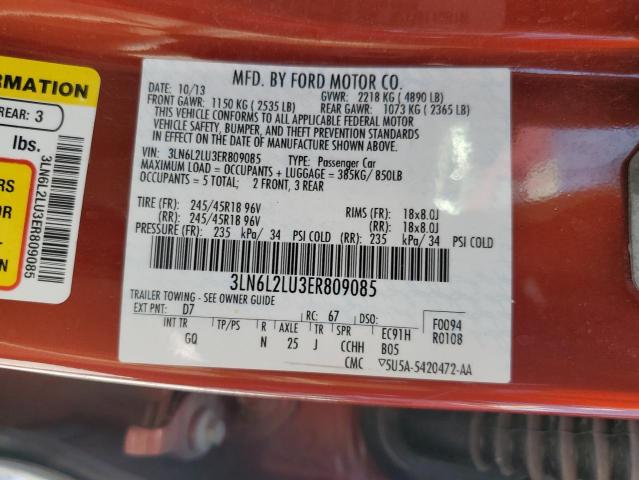 RMATION
REAR: 3
lbs.
RS
OR
ON
3LN6L2LU3ER809085
10/13 MFD. BY FORD MOTOR CO.
FRONT GAWR: 1150 KG ( 2535 LB) GVWR: 2218 KG ( 4890 LB)
REAR GAWR: 1073 KG ( 2365 LB)
THIS VEHICLE CONFORMS TO ALL APPLICABLE FEDERAL MOTOR
VEHICLE SAFETY, BUMPER, AND THEFT PREVENTION STANDARDS
IN EFFECT ON THE DATE OF MANUFACTURE SHOWN ABOVE.
VIN: 3LN6L2LU3ER809085 TYPE: Passenger Car
MAXIMUM LOAD = OCCUPANTS + LUGGAGE = 385KG/ 850LB
OCCUPANTS = 5 TOTAL: 2 FRONT, 3 REAR
TIRE (FR): 245/45R18 96V RIMS (FR): 18x8.0J
(RR): 245/45R18 96V (RR): 18x8.0J
PRESSURE (FR): 235 kPa/ 34 PSI COLD (RR): 235 kPa/ 34 PSI COLD
3LN6L2LU3ER809085
TRAILER TOWING - SEE OWNER GUIDE
EXT PNT: D7 RC: 67 DSO: F0094
INT TR TP/PS R AXLE TR SPR EC91H R0108
GQ N 25 J CCHH B05
CMC ▽5U5A-5420472-AA